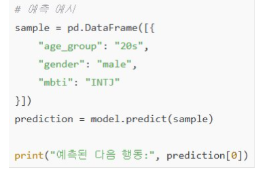 # 예측 예시
sample = pd.DataFrame([{
"age_group": "20s",
"gender": "male",
"mbti": "INTJ"
}])
prediction = model.predict(sample)
print("예측된 다음 행동:", prediction[0])